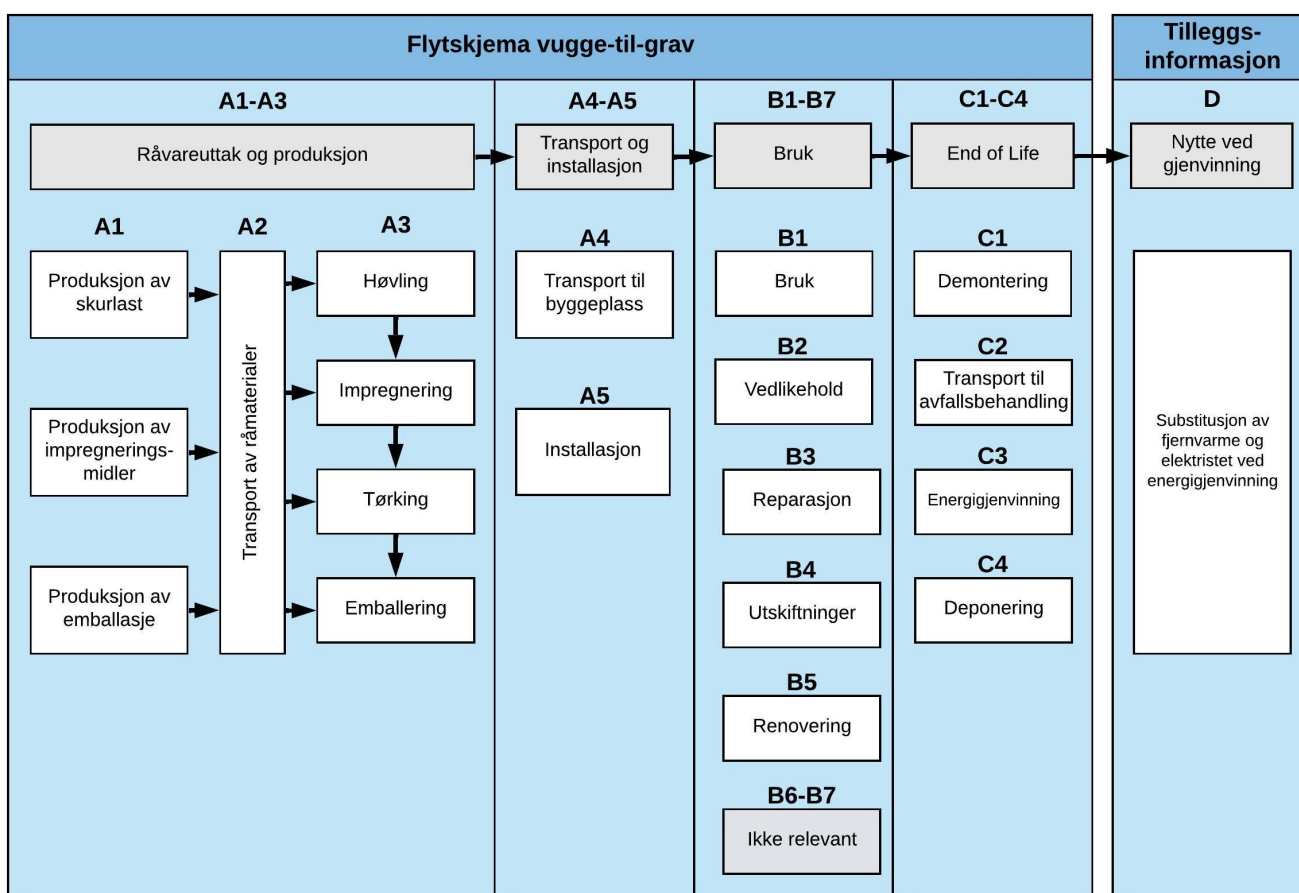 Flytskjema vugge-til-grav
Tilleggs-
informasjon
A1-A3
A4-A5
B1-B7
C1-C4
D
Råvareuttak og produksjon
Transport og
installasjon
Bruk
End of Life
Nytte ved
gjenvinning
A1
A2
A3
Produksjon av
skurlast
Produksjon av
impregnerings-
midler
Produksjon av
emballasje
Transport av råmaterialer
Høvling
Impregnering
Tørking
Emballering
A4
Transport til
byggeplass
A5
Installasjon
B1
Bruk
B2
Vedlikehold
B3
Reparasjon
B4
Utskiftninger
B5
Renovering
B6-B7
Ikke relevant
C1
Demontering
C2
Transport til
avfallsbehandling
C3
Energigjenvinning
C4
Deponering
Substitusjon av
fjernvarme og
elektristet ved
energigjenvinning